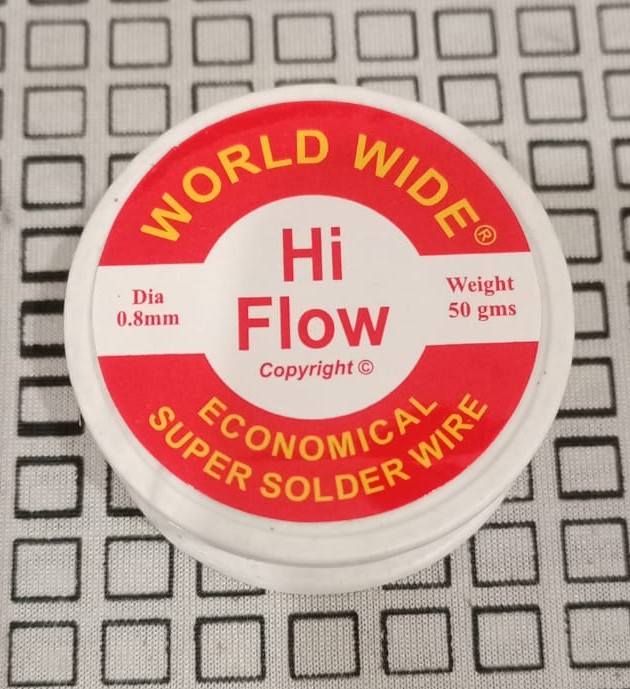 WORLD WIDE®
Hi
Flow
Copyright ©
Dia
0.8mm
Weight
50 gms
ECONOMICAL
SUPER SOLDER WIRE